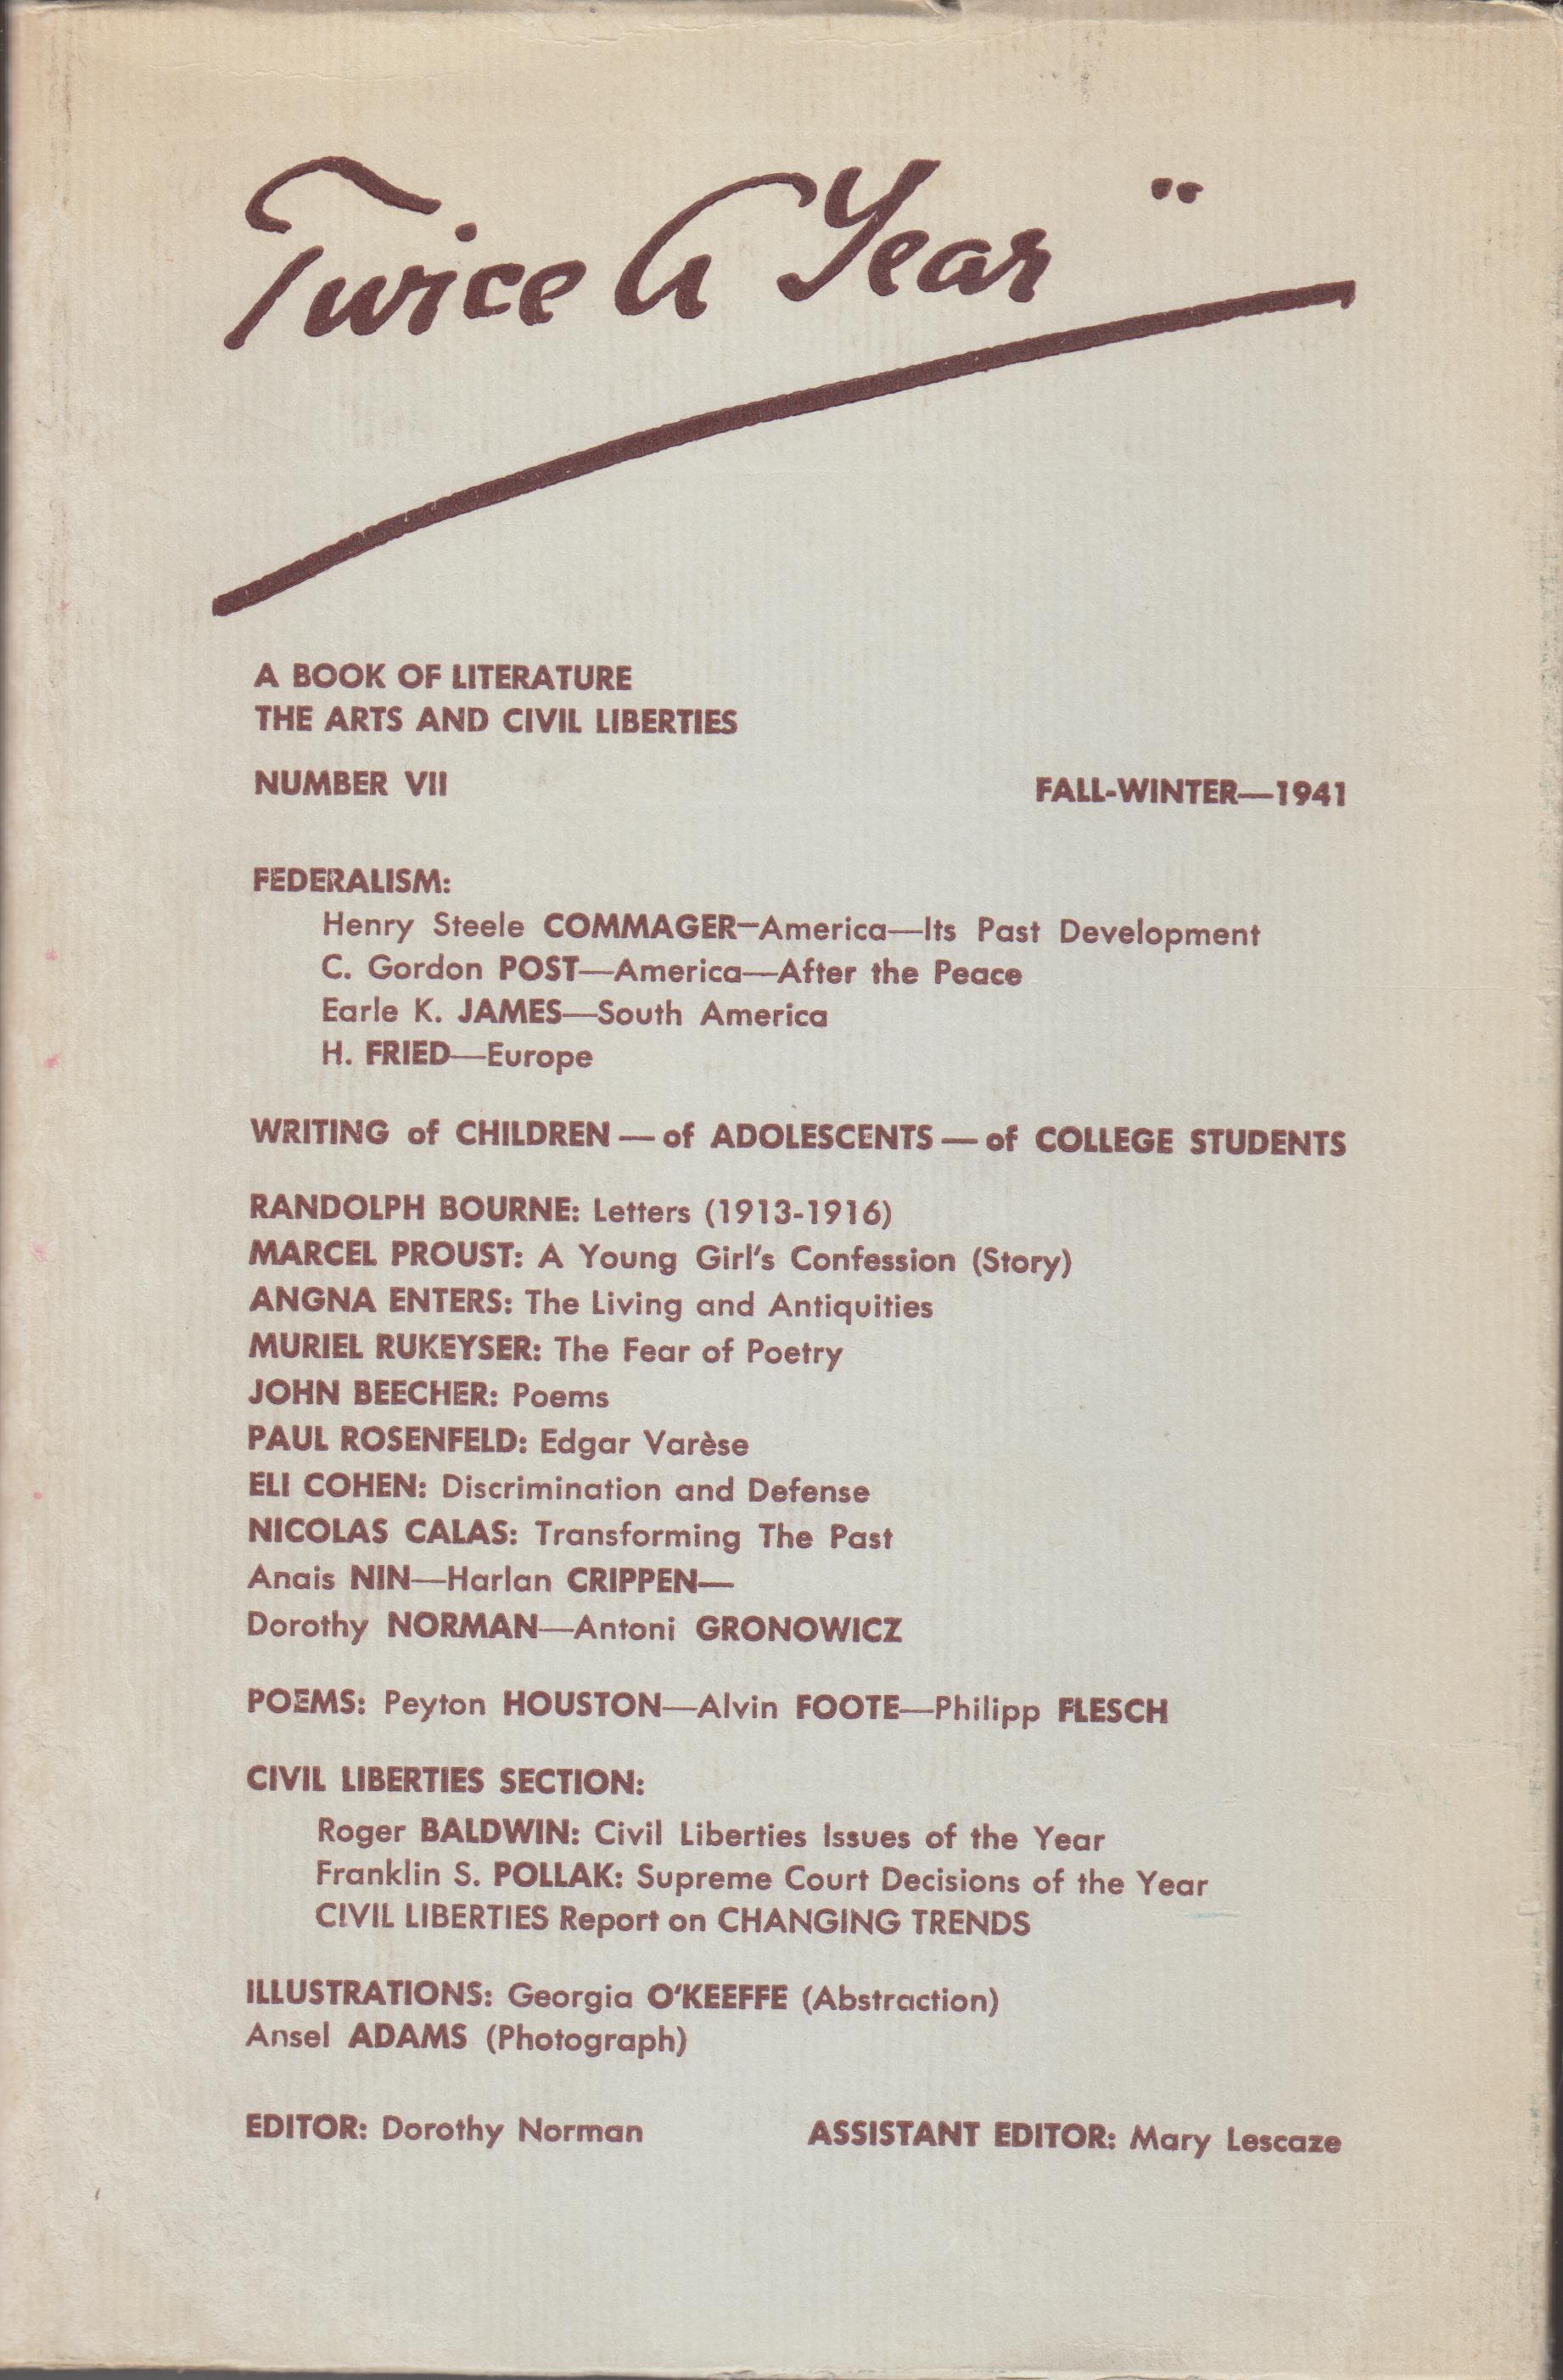 Twice A Year
A BOOK OF LITERATURE
THE ARTS AND CIVIL LIBERTIES
NUMBER VII FALL-WINTER—1941
FEDERALISM:
Henry Steele COMMAGER—America—Its Past Development
C. Gordon POST—America—After the Peace
Earle K. JAMES—South America
H. FRIED—Europe
WRITING of CHILDREN — of ADOLESCENTS — of COLLEGE STUDENTS
RANDOLPH BOURNE: Letters (1913-1916)
MARCEL PROUST: A Young Girl's Confession (Story)
ANGNA ENTERS: The Living and Antiquities
MURIEL RUKEYSER: The Fear of Poetry
JOHN BEECHER: Poems
PAUL ROSENFELD: Edgar Varèse
ELI COHEN: Discrimination and Defense
NICOLAS CALAS: Transforming The Past
Anais NIN—Harlan CRIPPEN—
Dorothy NORMAN—Antoni GRONOWICZ
POEMS: Peyton HOUSTON—Alvin FOOTE—Philipp FLESCH
CIVIL LIBERTIES SECTION:
Roger BALDWIN: Civil Liberties Issues of the Year
Franklin S. POLLAK: Supreme Court Decisions of the Year
CIVIL LIBERTIES Report on CHANGING TRENDS
ILLUSTRATIONS: Georgia O'KEEFFE (Abstraction)
Ansel ADAMS (Photograph)
EDITOR: Dorothy Norman ASSISTANT EDITOR: Mary Lescaze